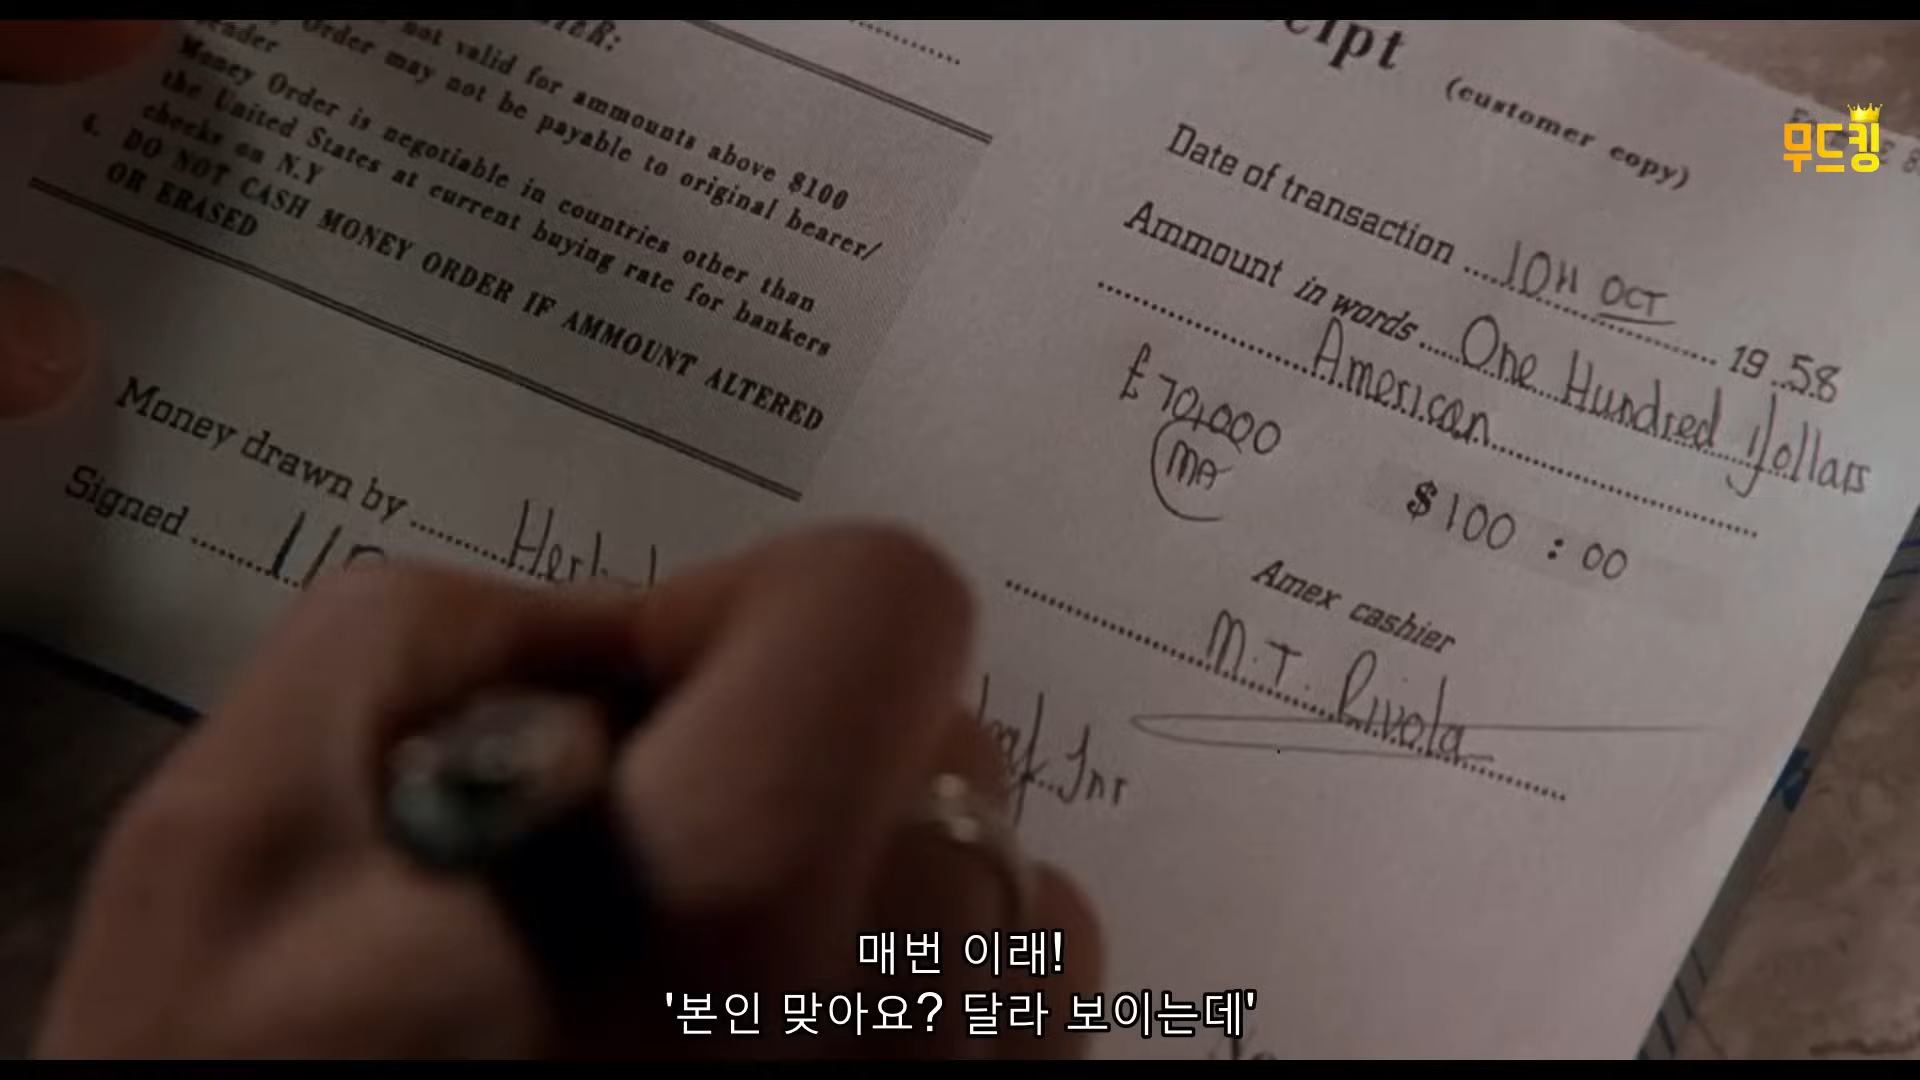 not valid for ammounts above $100
Order may not be payable to original bearer/
Money Order is negotiable in countries other than
the United States at current buying rate for bankers
checks on N.Y
4. DO NOT CASH MONEY ORDER IF AMMOUNT ALTERED
OR ERASED
Money drawn by
Signed
(customer copy)
Date of transaction 10H OCT 19 58
Ammount in words One Hundred Dollars
American
£70,000
MA
$100 : 00
Amex cashier
M.T. Rivola
Jnr
무드킹
매번 이래!
'본인 맞아요? 달라 보이는데'